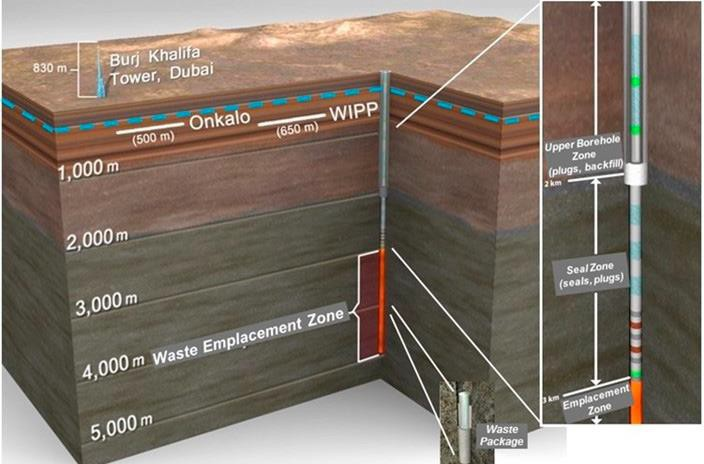 830 m
Burj Khalifa
Tower, Dubai
Onkalo
(500 m)
WIPP
(650 m)
1,000 m
2,000 m
3,000 m
4,000 m
5,000 m
Waste Emplacement Zone
Waste
Package
Upper Borehole
Zone
(plugs, backfill)
2 km
Seal Zone
(seals, plugs)
3 km
Emplacement
Zone